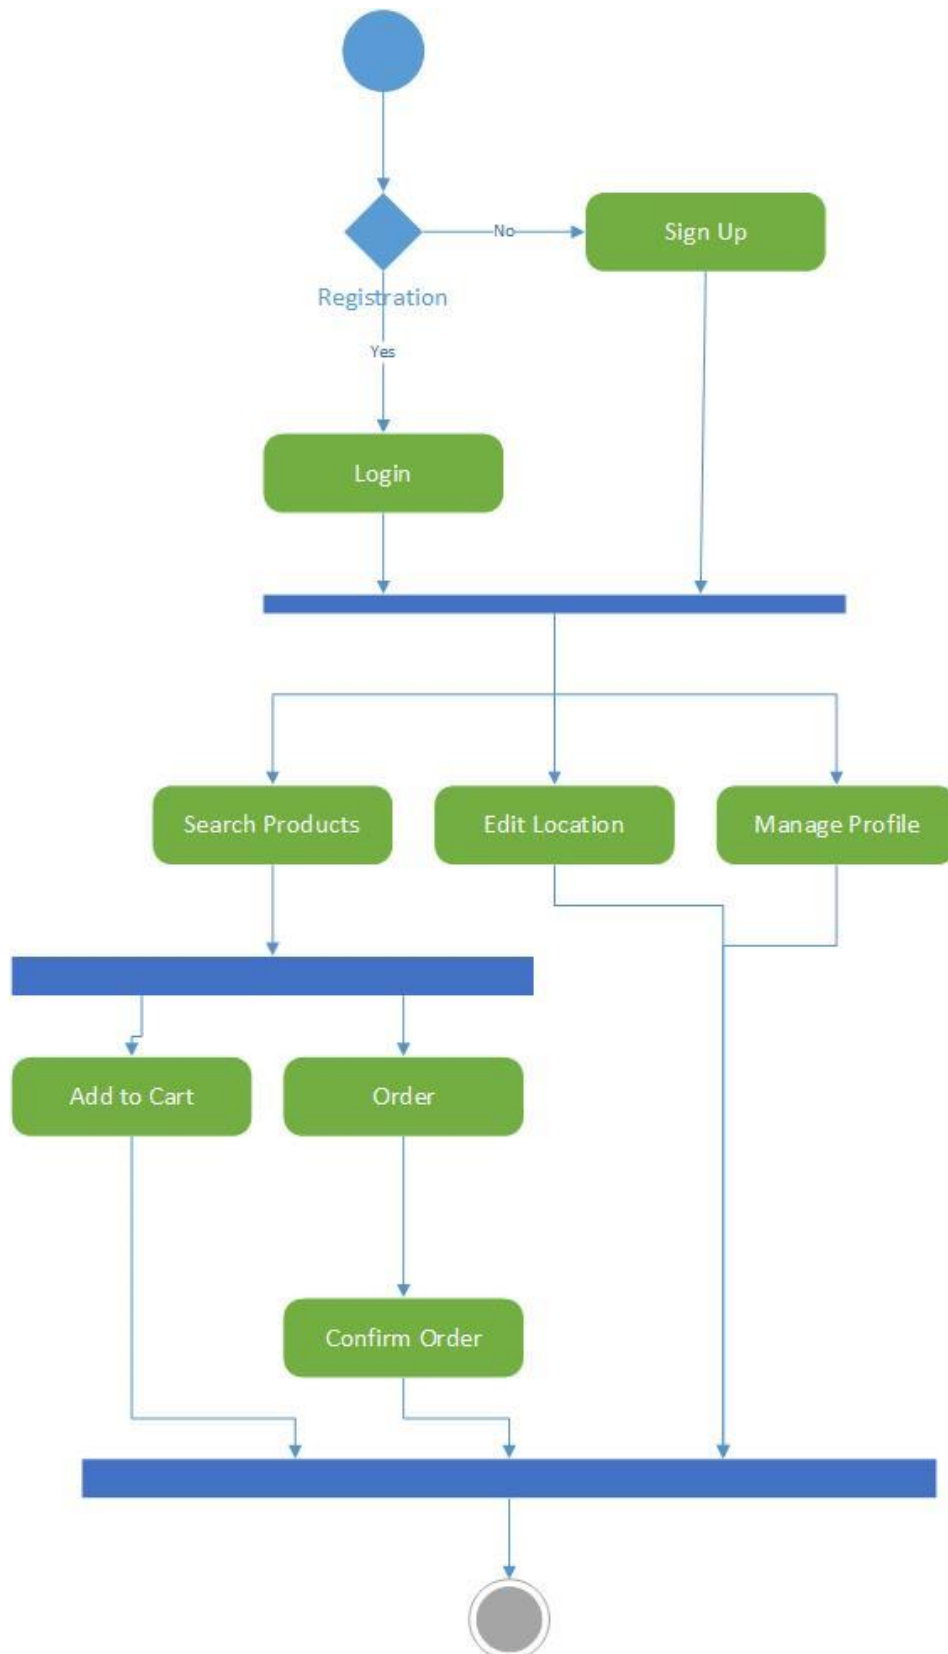 No
Sign Up
Registration
Yes
Login
Search Products
Edit Location
Manage Profile
Add to Cart
Order
Confirm Order